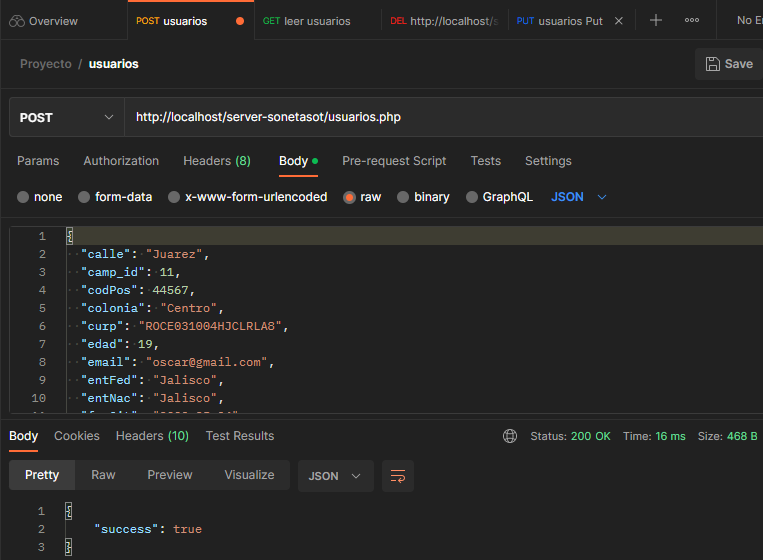 Overview POST usuarios GET leer usuarios DEL http://localhost/s PUT usuarios Put No E
Proyecto / usuarios Save
POST http://localhost/server-sonetasot/usuarios.php
Params Authorization Headers (8) Body Pre-request Script Tests Settings
none form-data x-www-form-urlencoded raw binary GraphQL JSON
1 {
2 "calle": "Juarez",
3 "camp_id": 11,
4 "codPos": 44567,
5 "colonia": "Centro",
6 "curp": "ROCE031004HJCLRLA8",
7 "edad": 19,
8 "email": "oscar@gmail.com",
9 "entFed": "Jalisco",
10 "entNac": "Jalisco",
Body Cookies Headers (10) Test Results Status: 200 OK Time: 16 ms Size: 468 B
Pretty Raw Preview Visualize JSON
1 {
2 "success": true
3 }